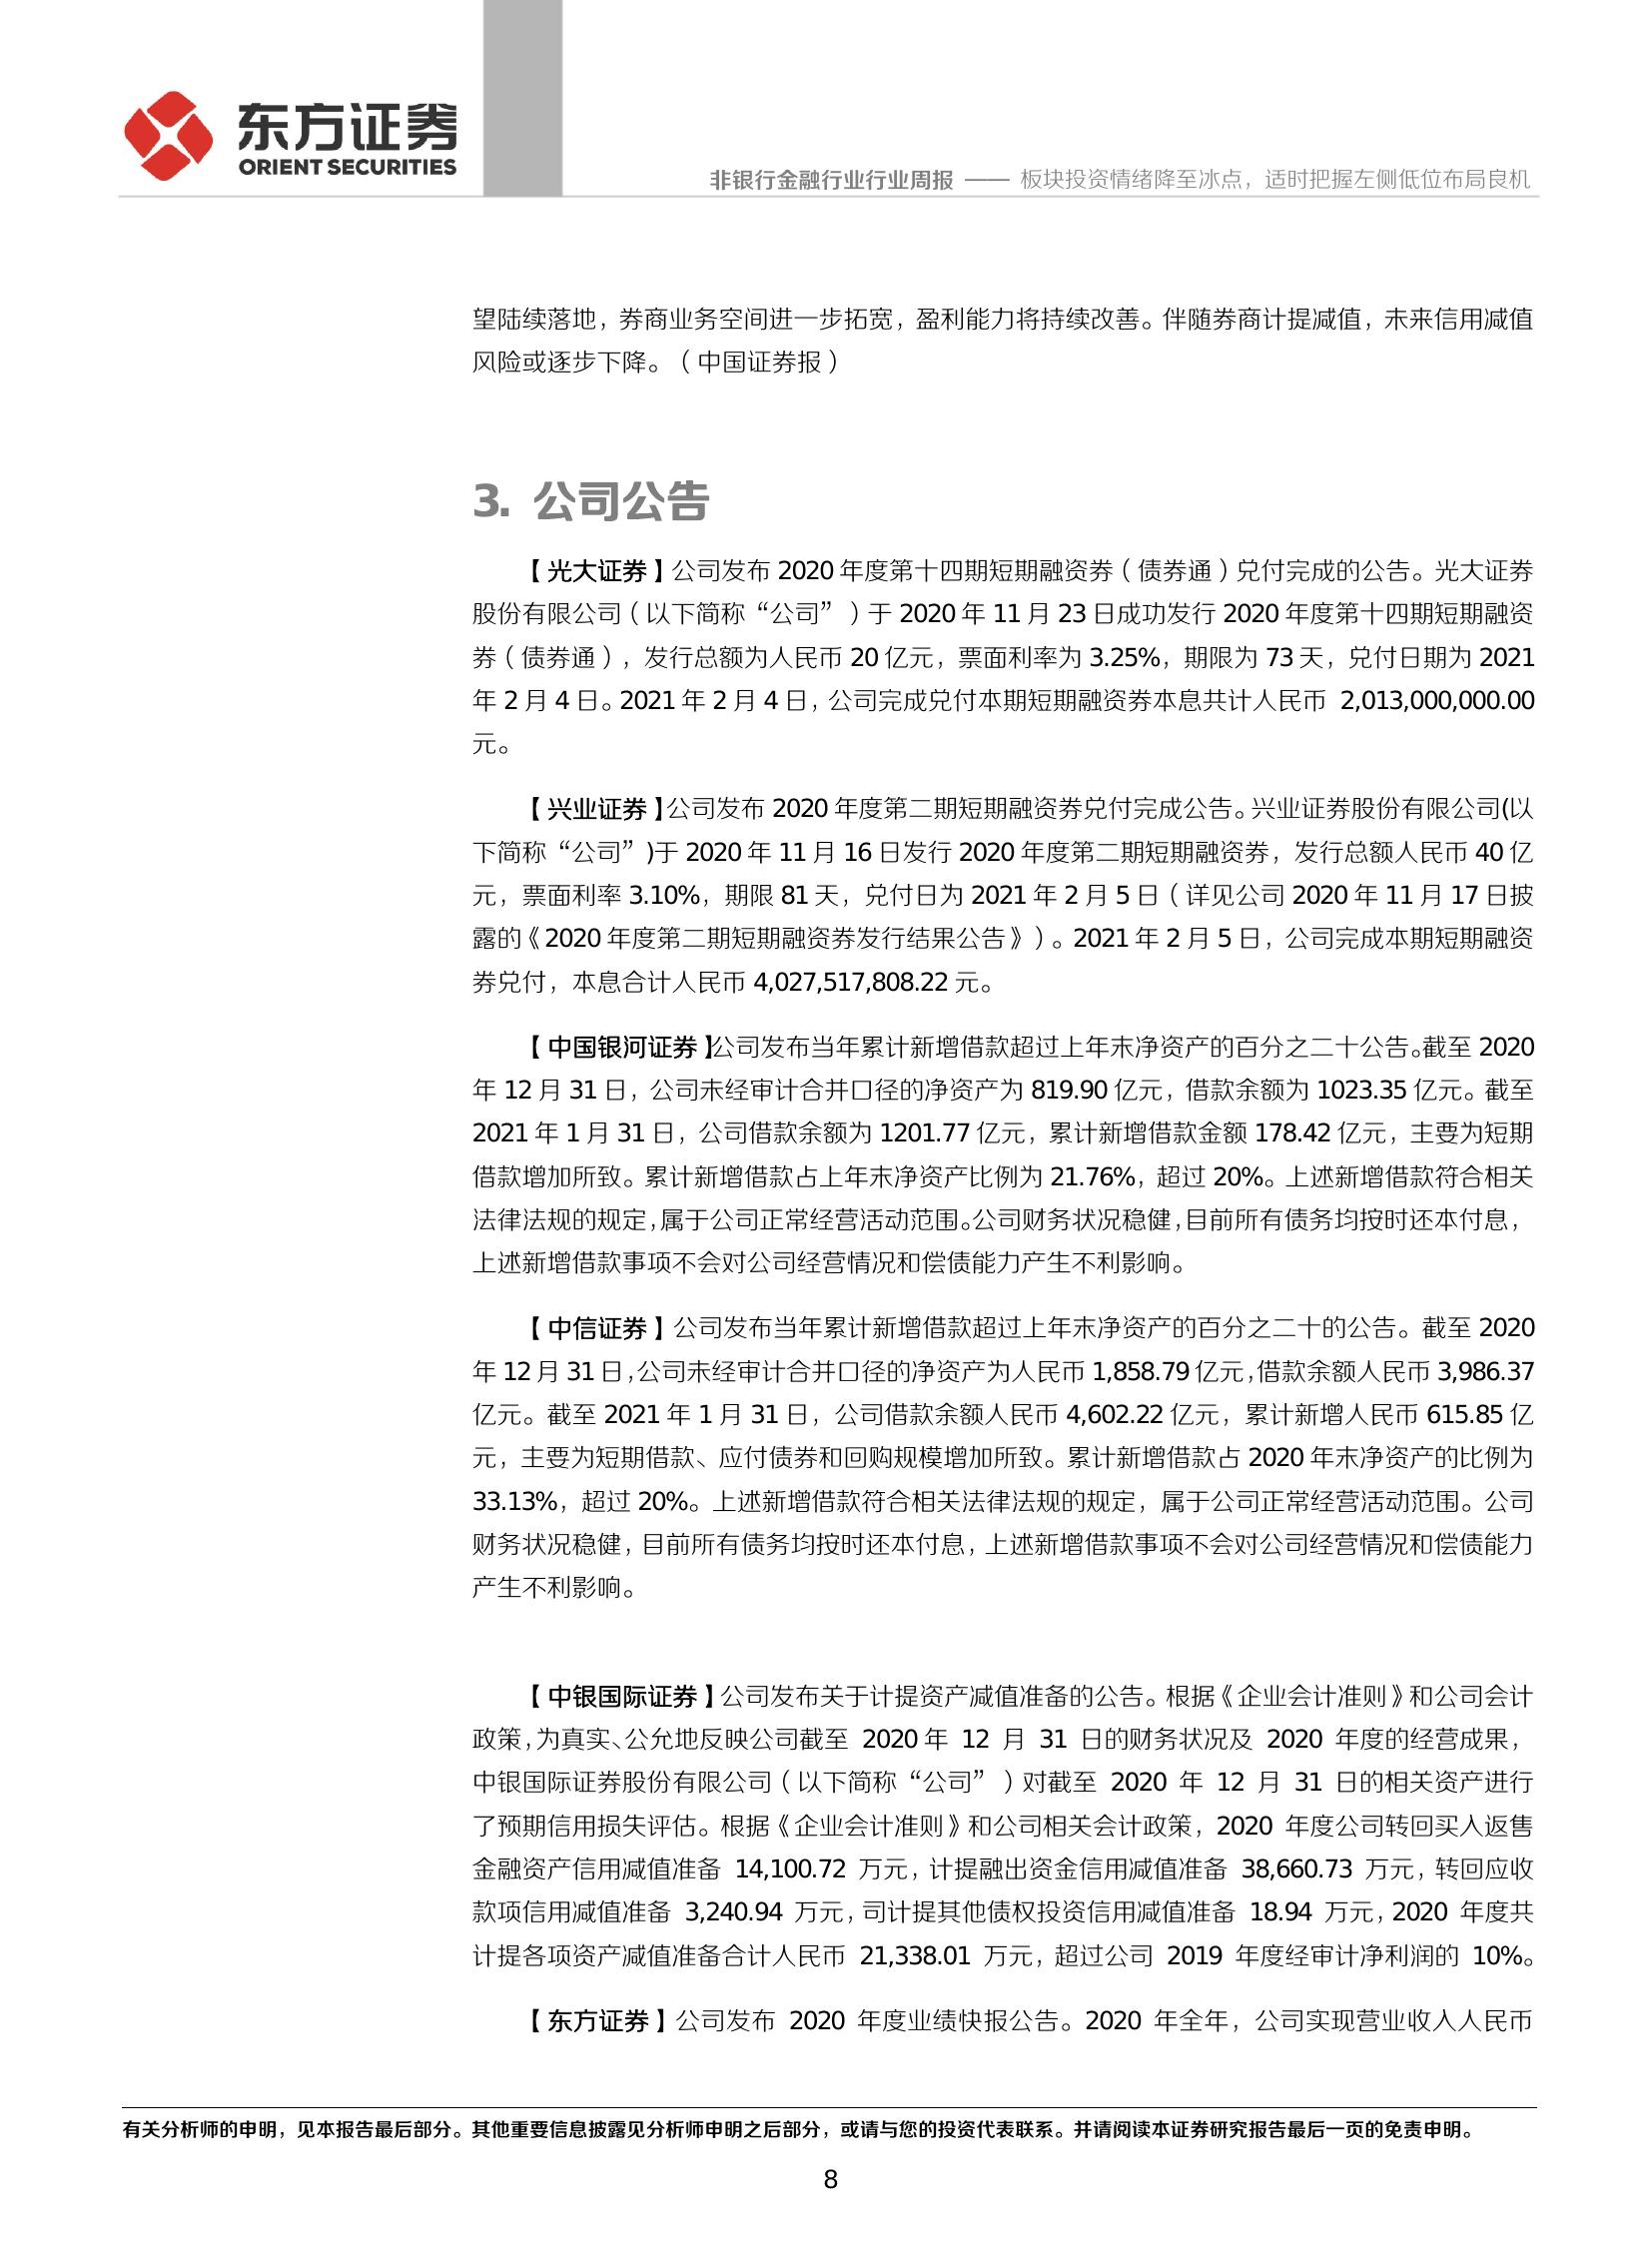 东方证券
ORIENT SECURITIES
非银行金融行业行业周报 —— 板块投资情绪降至冰点，适时把握左侧低位布局良机
望陆续落地，券商业务空间进一步拓宽，盈利能力将持续改善。伴随券商计提减值，未来信用减值
风险或逐步下降。（中国证券报）
3. 公司公告
【光大证券】公司发布 2020 年度第十四期短期融资券（债券通）兑付完成的公告。光大证券
股份有限公司（以下简称“公司”）于 2020 年 11 月 23 日成功发行 2020 年度第十四期短期融资
券（债券通），发行总额为人民币 20 亿元，票面利率为 3.25%，期限为 73 天，兑付日期为 2021
年 2 月 4 日。2021 年 2 月 4 日，公司完成兑付本期短期融资券本息共计人民币 2,013,000,000.00
元。
【兴业证券】公司发布 2020 年度第二期短期融资券兑付完成公告。兴业证券股份有限公司(以
下简称“公司”)于 2020 年 11 月 16 日发行 2020 年度第二期短期融资券，发行总额人民币 40 亿
元，票面利率 3.10%，期限 81 天，兑付日为 2021 年 2 月 5 日（详见公司 2020 年 11 月 17 日披
露的《2020 年度第二期短期融资券发行结果公告》）。2021 年 2 月 5 日，公司完成本期短期融资
券兑付，本息合计人民币 4,027,517,808.22 元。
【中国银河证券】公司发布当年累计新增借款超过上年末净资产的百分之二十公告。截至 2020
年 12 月 31 日，公司未经审计合并口径的净资产为 819.90 亿元，借款余额为 1023.35 亿元。截至
2021 年 1 月 31 日，公司借款余额为 1201.77 亿元，累计新增借款金额 178.42 亿元，主要为短期
借款增加所致。累计新增借款占上年末净资产比例为 21.76%，超过 20%。上述新增借款符合相关
法律法规的规定，属于公司正常经营活动范围。公司财务状况稳健，目前所有债务均按时还本付息，
上述新增借款事项不会对公司经营情况和偿债能力产生不利影响。
【中信证券】公司发布当年累计新增借款超过上年末净资产的百分之二十的公告。截至 2020
年 12 月 31 日，公司未经审计合并口径的净资产为人民币 1,858.79 亿元，借款余额人民币 3,986.37
亿元。截至 2021 年 1 月 31 日，公司借款余额人民币 4,602.22 亿元，累计新增人民币 615.85 亿
元，主要为短期借款、应付债券和回购规模增加所致。累计新增借款占 2020 年末净资产的比例为
33.13%，超过 20%。上述新增借款符合相关法律法规的规定，属于公司正常经营活动范围。公司
财务状况稳健，目前所有债务均按时还本付息，上述新增借款事项不会对公司经营情况和偿债能力
产生不利影响。
【中银国际证券】公司发布关于计提资产减值准备的公告。根据《企业会计准则》和公司会计
政策，为真实、公允地反映公司截至 2020 年 12 月 31 日的财务状况及 2020 年度的经营成果，
中银国际证券股份有限公司（以下简称“公司”）对截至 2020 年 12 月 31 日的相关资产进行
了预期信用损失评估。根据《企业会计准则》和公司相关会计政策，2020 年度公司转回买入返售
金融资产信用减值准备 14,100.72 万元，计提融出资金信用减值准备 38,660.73 万元，转回应收
款项信用减值准备 3,240.94 万元，司计提其他债权投资信用减值准备 18.94 万元，2020 年度共
计提各项资产减值准备合计人民币 21,338.01 万元，超过公司 2019 年度经审计净利润的 10%。
【东方证券】公司发布 2020 年度业绩快报公告。2020 年全年，公司实现营业收入人民币
有关分析师的申明，见本报告最后部分。其他重要信息披露见分析师申明之后部分，或请与您的投资代表联系。并请阅读本证券研究报告最后一页的免责申明。
8